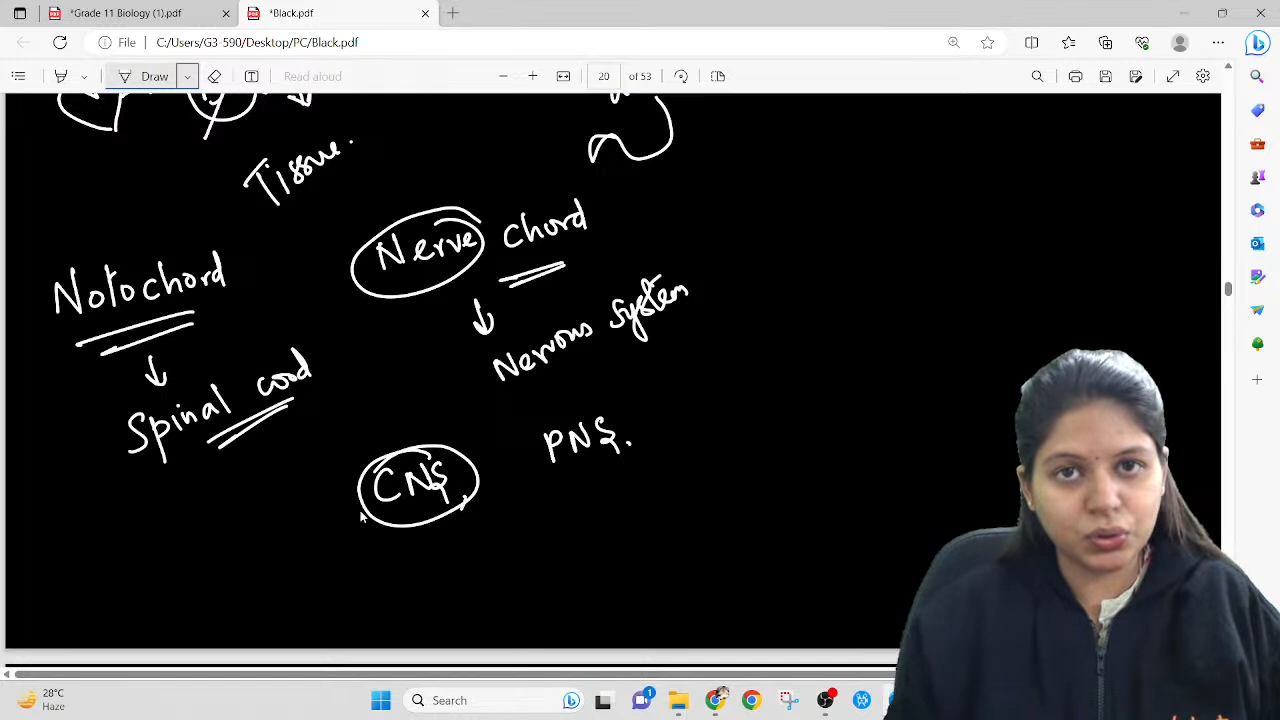 *Grade 11 Biology (1).pdf
*Black.pdf
File
C:/Users/G3-590/Desktop/PC/Black.pdf
Draw
Read aloud
20 of 53
Tissue.
Notochord
Nerve chord
Spinal cord
Nervous system
CNS
PNS.
28°C
Haze
Search
1